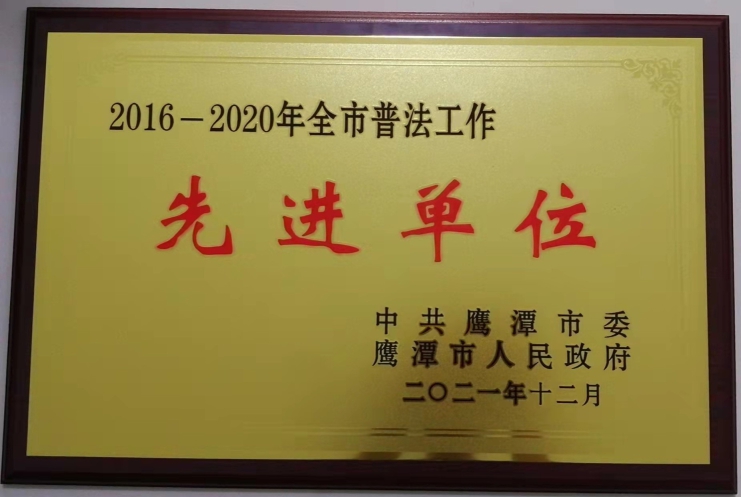 2016－2020年全市普法工作
先进单位
中共鹰潭市委
鹰潭市人民政府
二〇二一年十二月